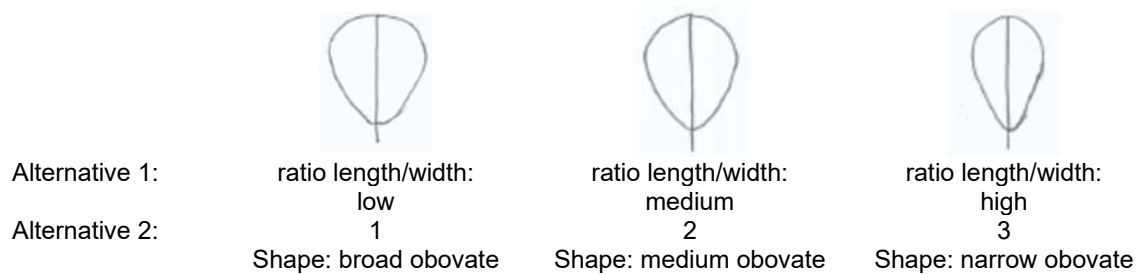 Alternative 1: ratio length/width: ratio length/width: ratio length/width:
low medium high
Alternative 2: 1 2 3
Shape: broad obovate Shape: medium obovate Shape: narrow obovate